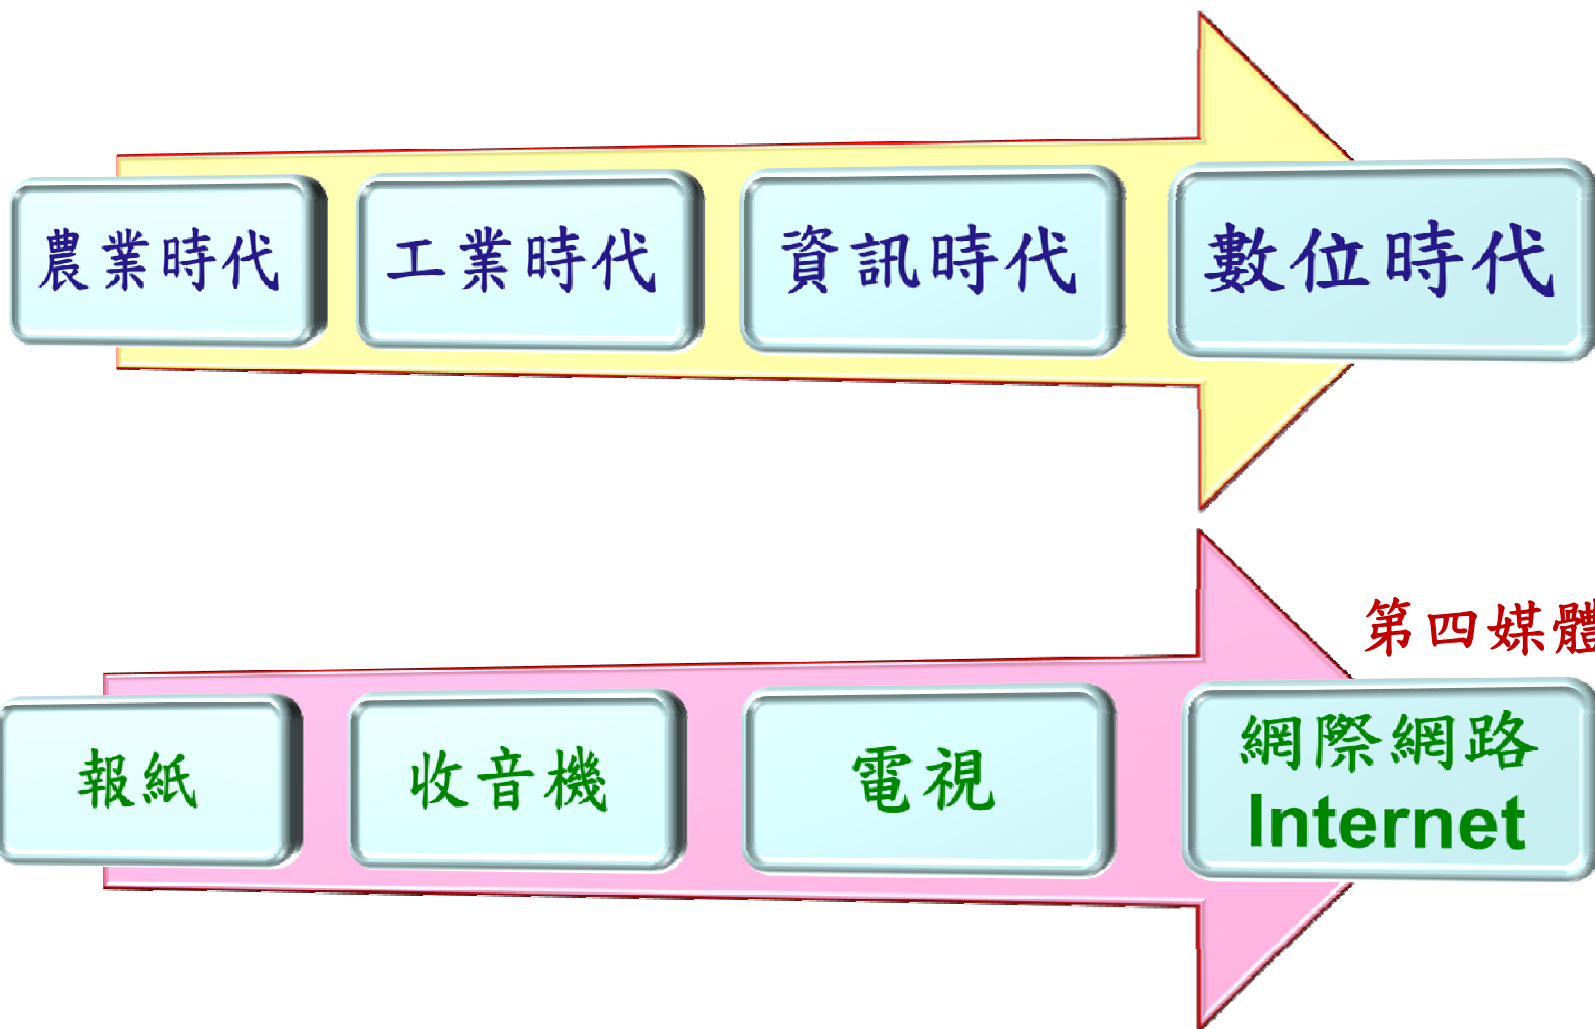 農業時代
工業時代
資訊時代
數位時代
第四媒體
報紙
收音機
電視
網際網路
Internet